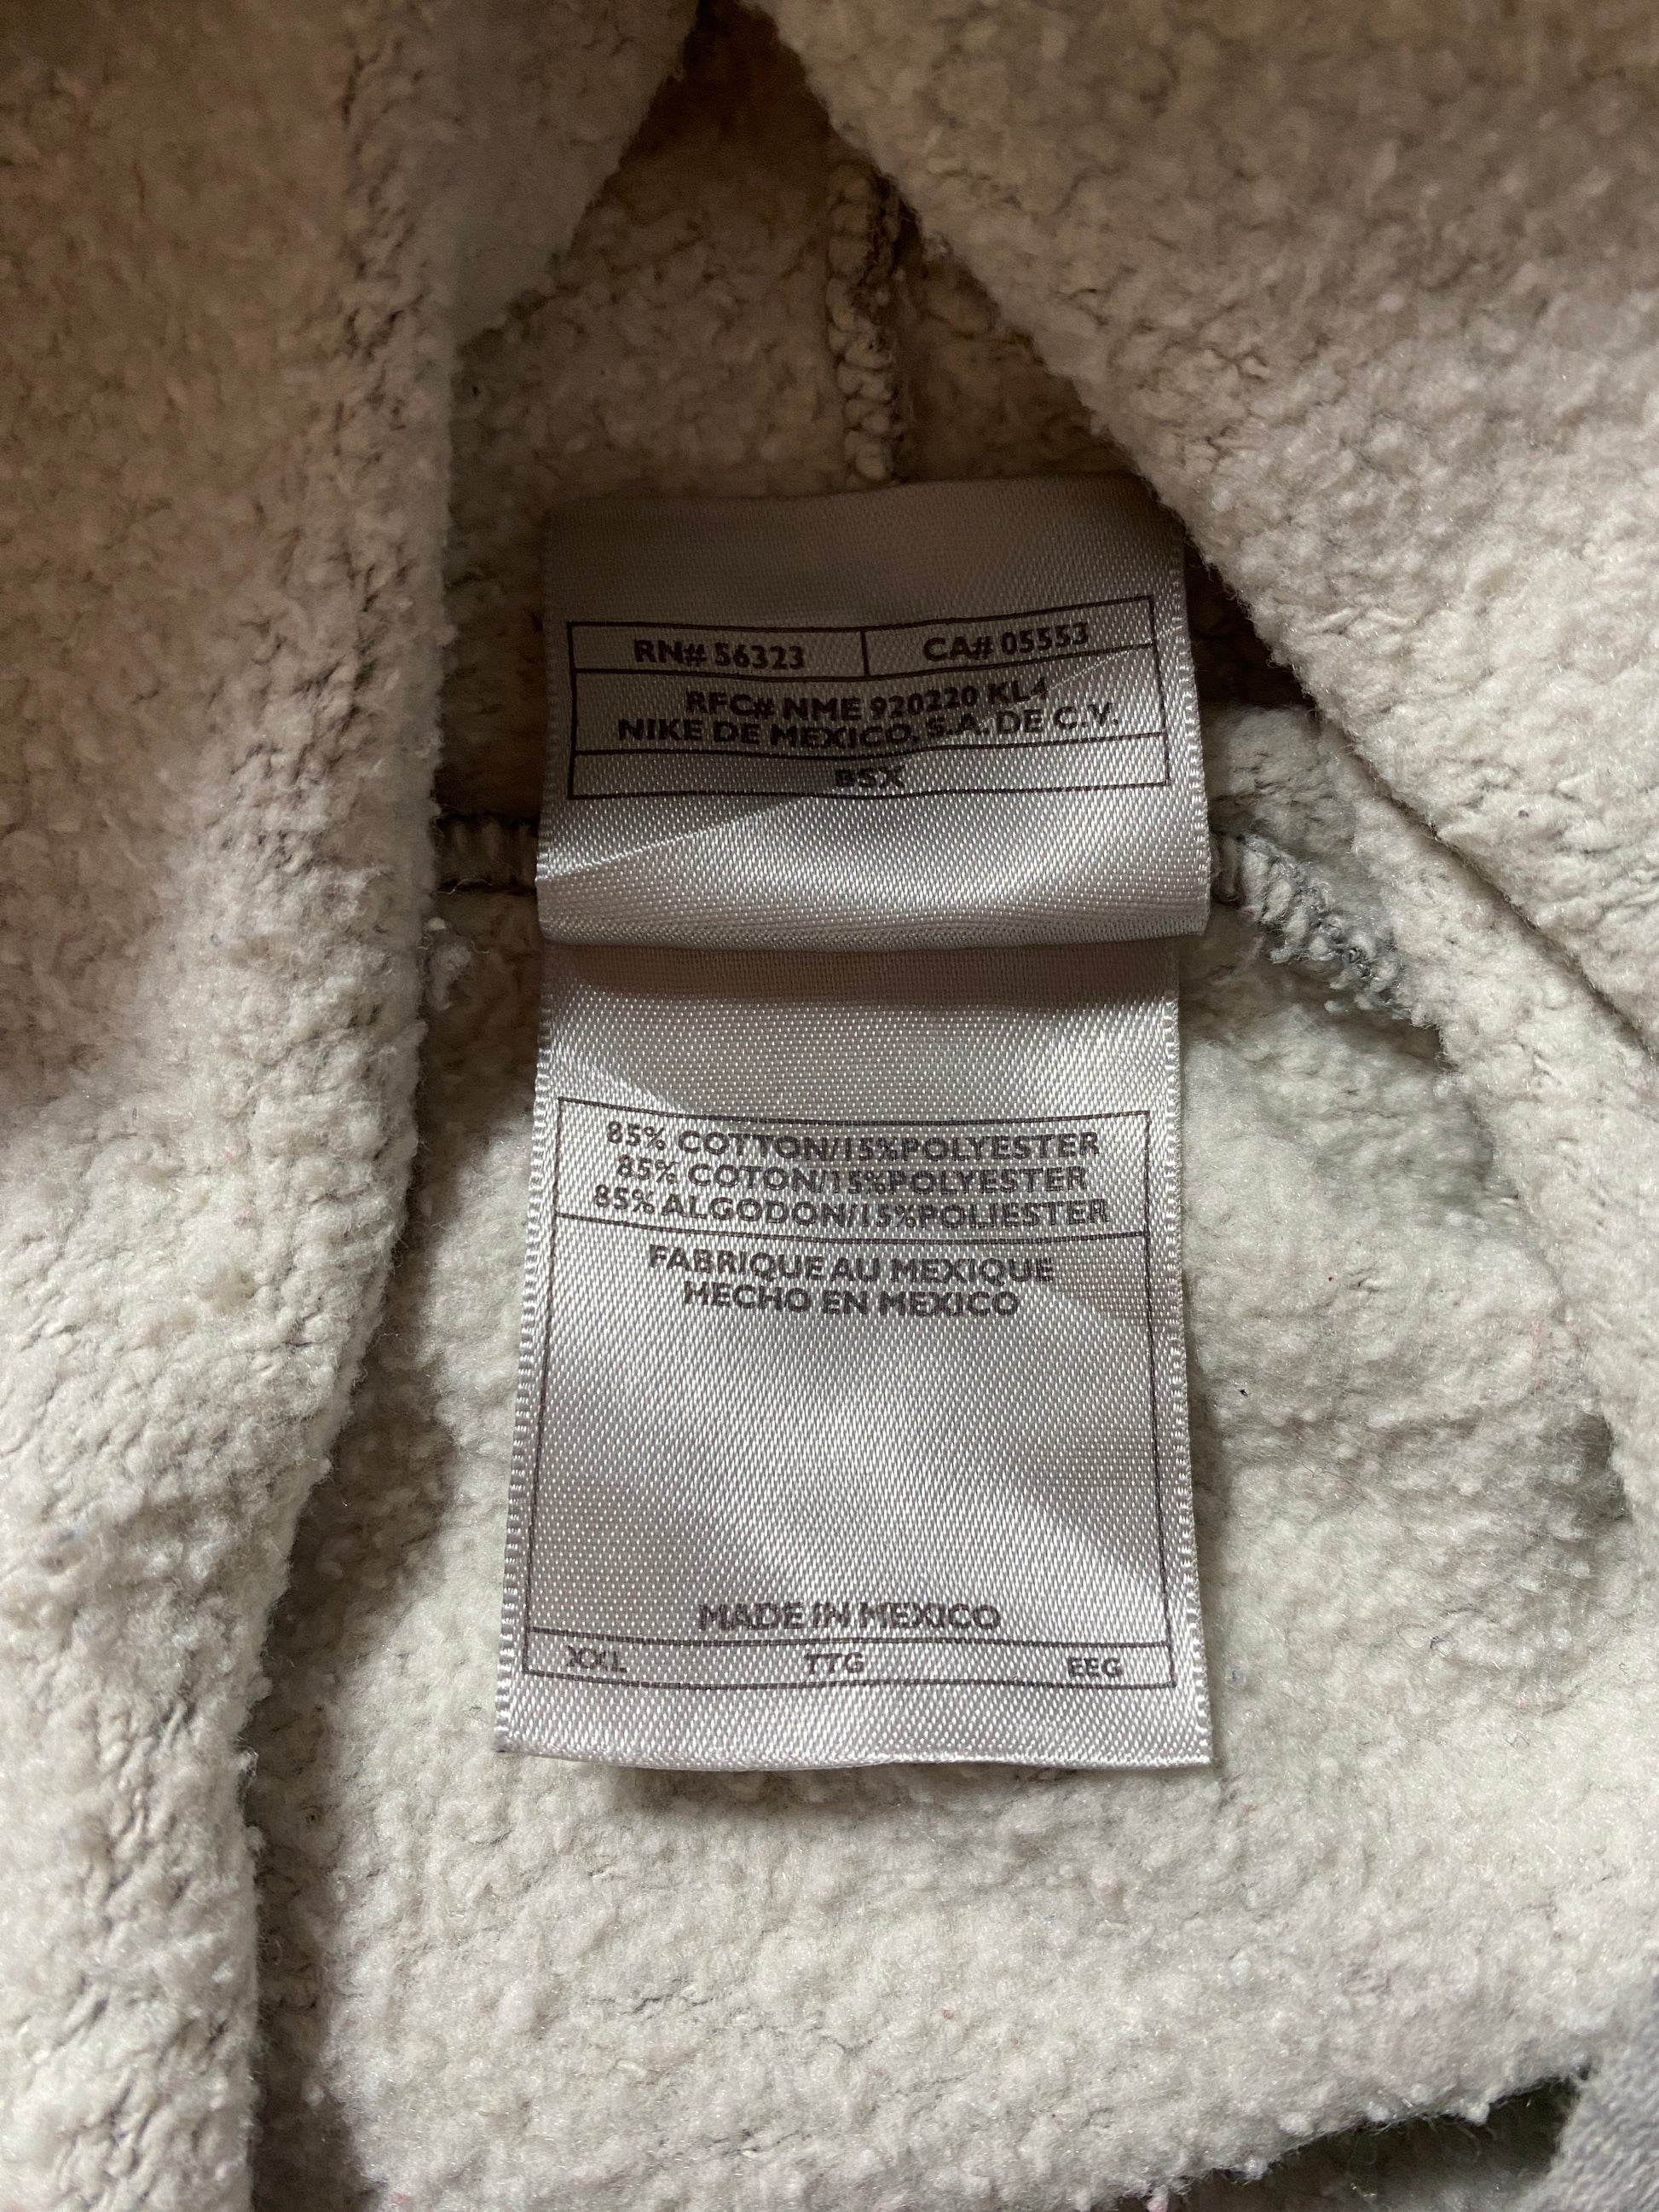 RN# 56323 CA# 05553
RFC# NME 920220 KL4
NIKE DE MEXICO, S.A. DE C.V.
BSX
85% COTTON/15%POLYESTER
85% COTON/15%POLYESTER
85% ALGODON/15%POLIESTER
FABRIQUE AU MEXIQUE
HECHO EN MEXICO
MADE IN MEXICO
XXL TTG EEG